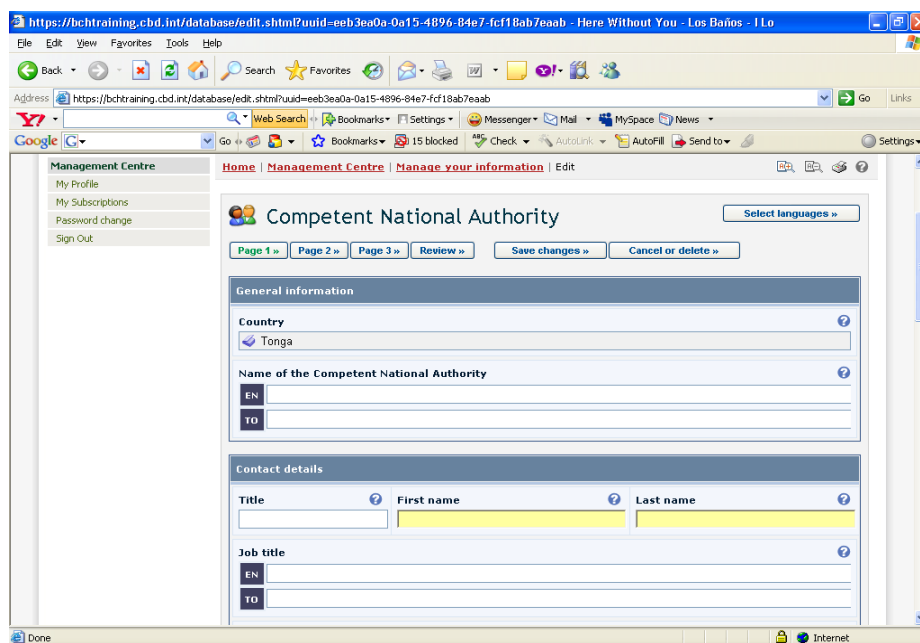 https://bchtraining.cbd.int/database/edit.shtml?uuid=eeb3ea0a-0a15-4896-84e7-fcf18ab7eaab - Here Without You - Los Baños - I Lo
File Edit View Favorites Tools Help
Back Search Favorites
Address https://bchtraining.cbd.int/database/edit.shtml?uuid=eeb3ea0a-0a15-4896-84e7-fcf18ab7eaab Go Links
Y! Web Search Bookmarks Settings Messenger Mail MySpace News
Google G Go Bookmarks 15 blocked ABC Check AutoLink AutoFill Send to Settings
Management Centre
My Profile
My Subscriptions
Password change
Sign Out
Home | Management Centre | Manage your information | Edit
Competent National Authority
Select languages »
Page 1 » Page 2 » Page 3 » Review » Save changes » Cancel or delete »
General information
Country
Tonga
Name of the Competent National Authority
EN
TO
Contact details
Title First name Last name
Job title
EN
TO
Done Internet